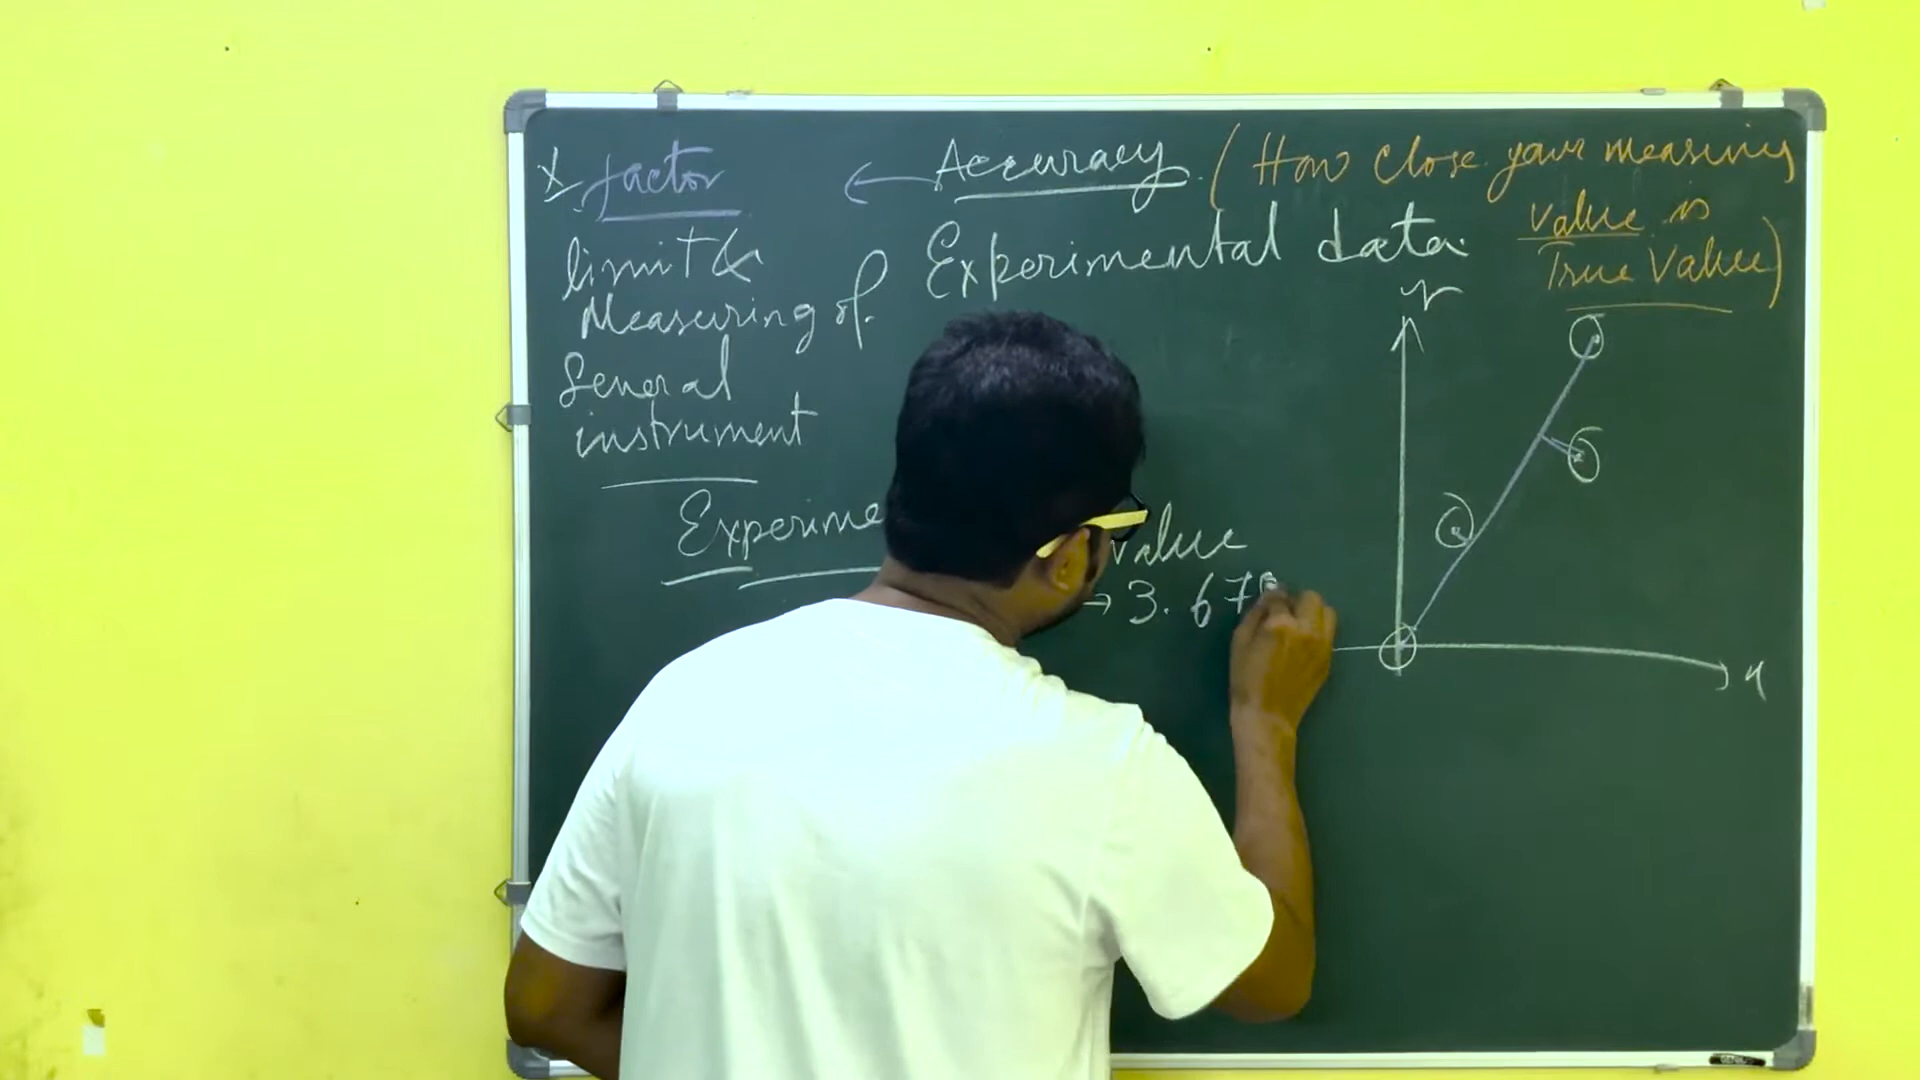 x factor ← Accuracy (How close your measuring
value is
True Value)
Experimental data
limit &
Measuring of
General
instrument
Experime
value
→ 3.67
Y
x